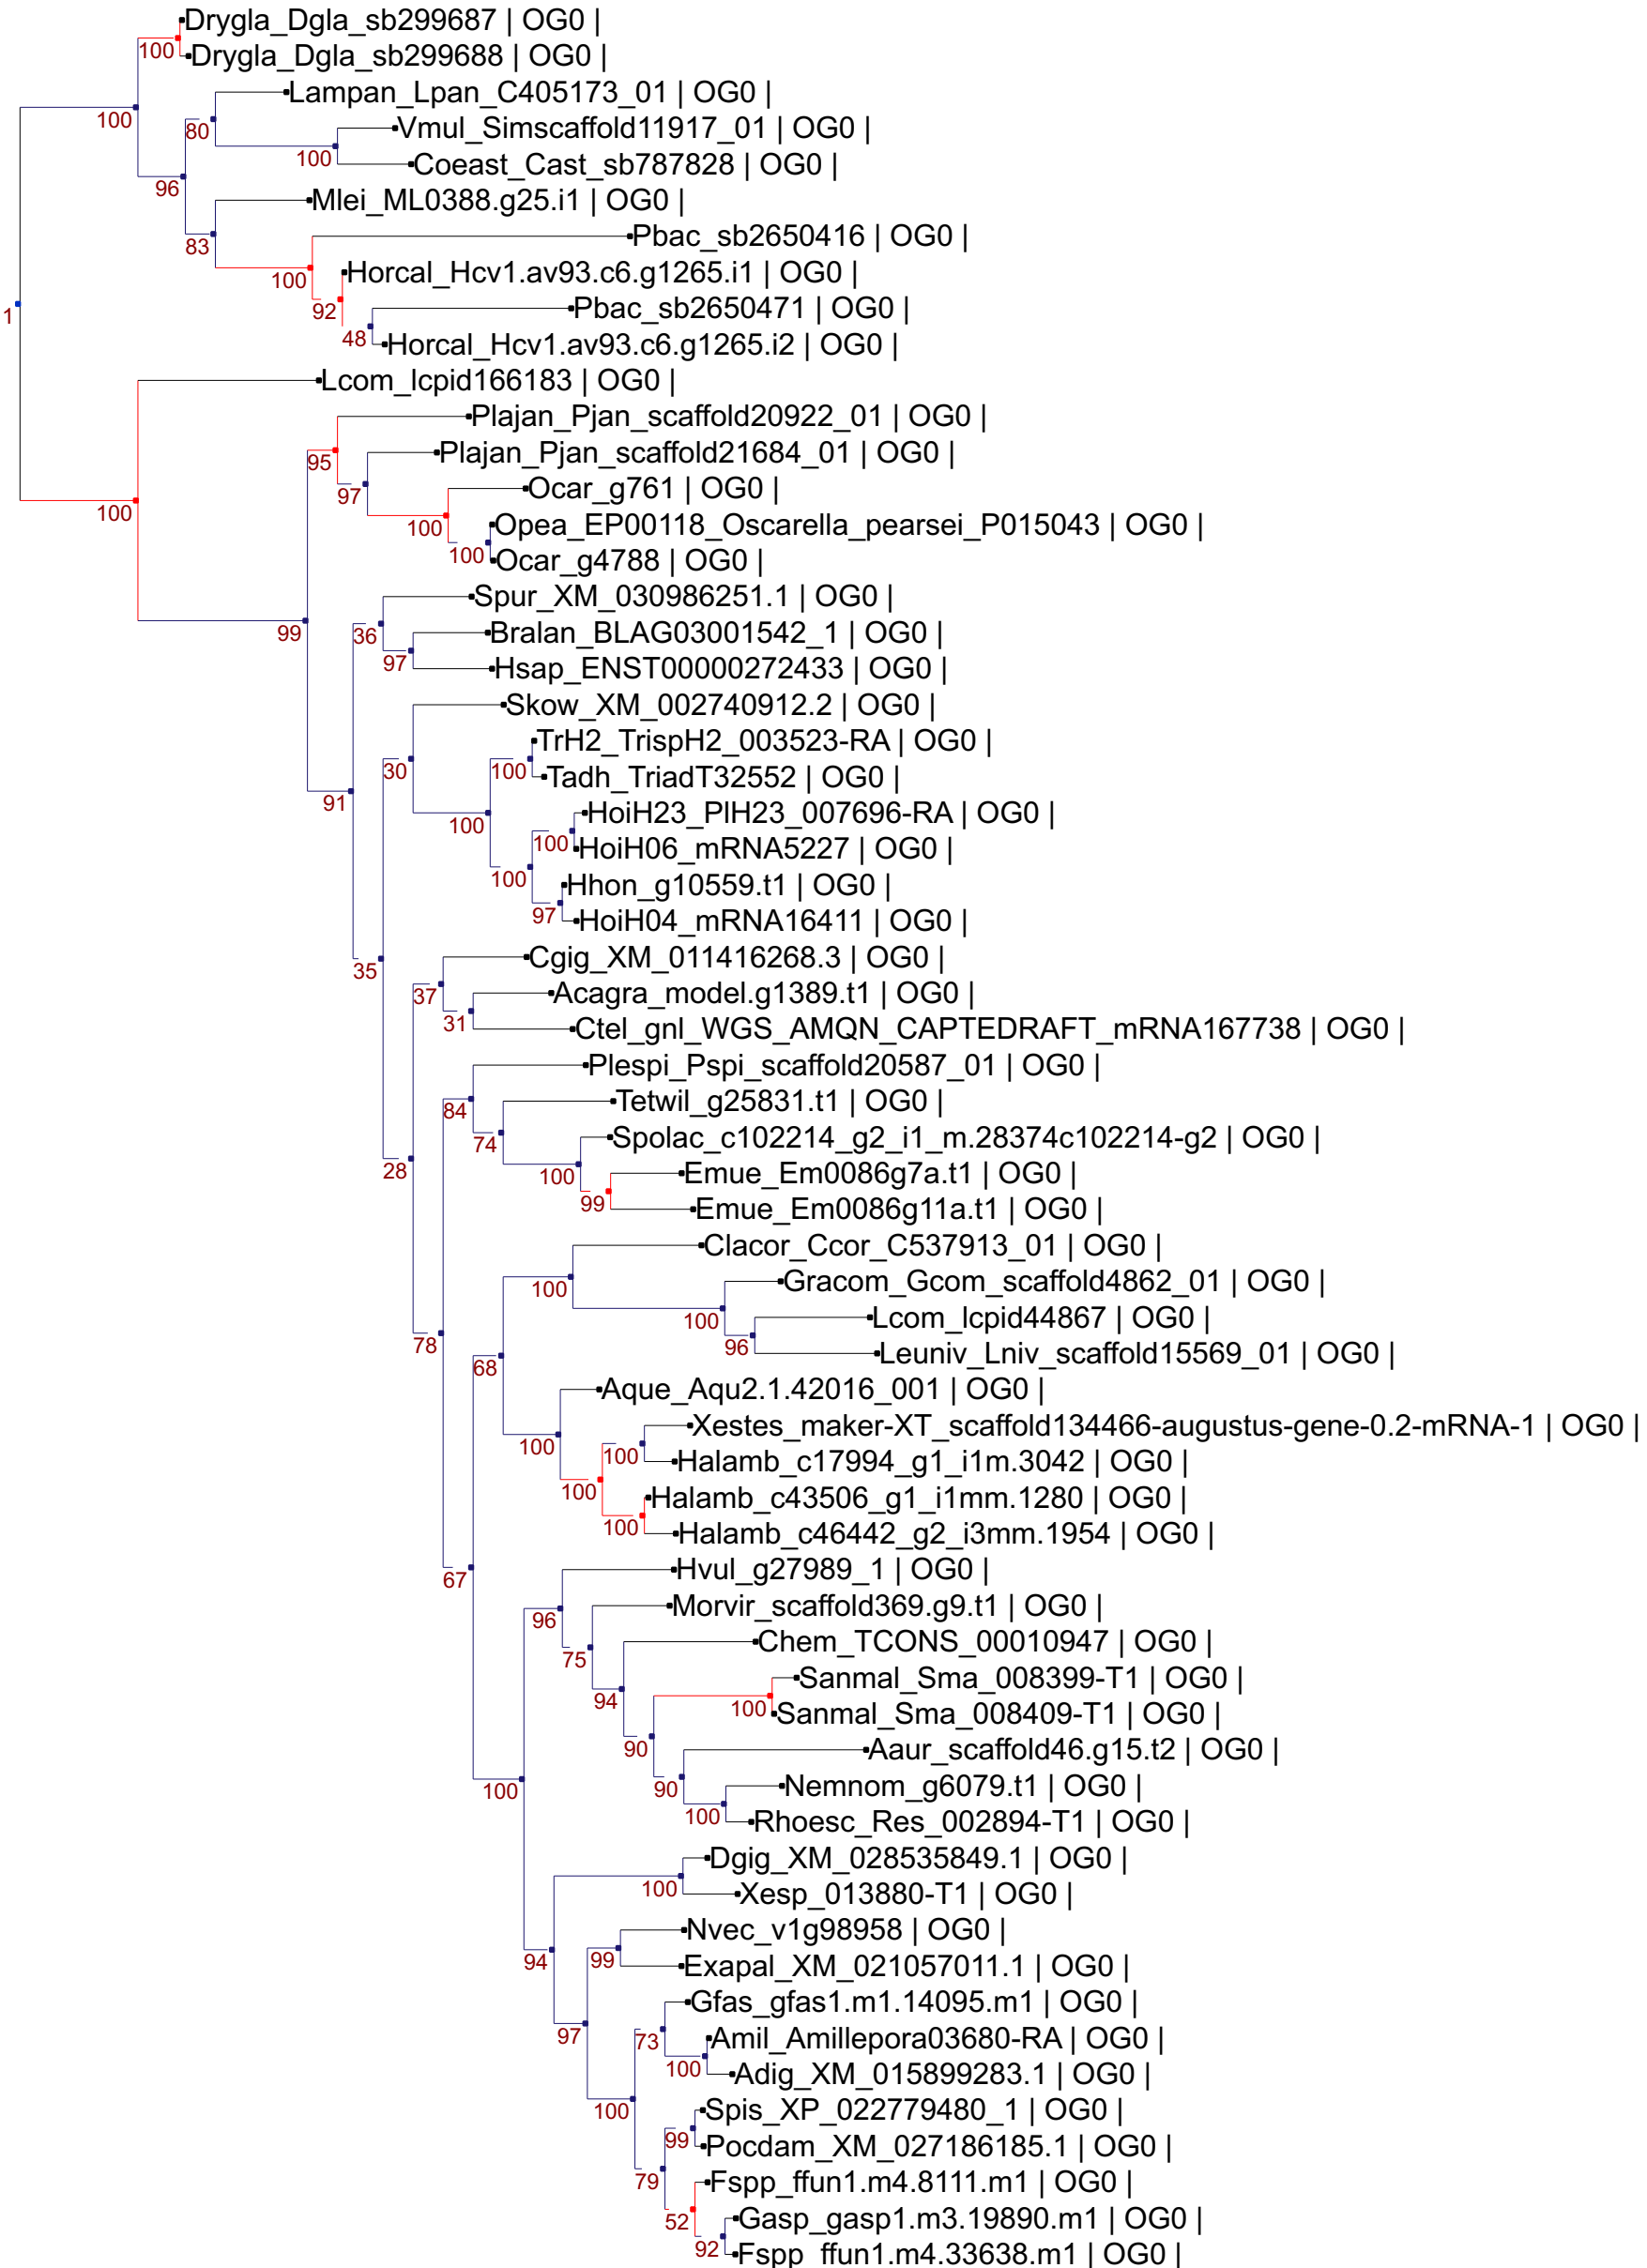 Drygla_Dgla_sb299687 | OG0 |
100
Drygla_Dgla_sb299688 | OG0 |
Lampan_Lpan_C405173_01 | OG0 |
100
80
Vmul_Simscaffold11917_01 | OG0 |
100
Coeast_Cast_sb787828 | OG0 |
96
Mlei_ML0388.g25.i1 | OG0 |
83
Pbac_sb2650416 | OG0 |
100
Horcal_Hcv1.av93.c6.g1265.i1 | OG0 |
1
92
Pbac_sb2650471 | OG0 |
48
Horcal_Hcv1.av93.c6.g1265.i2 | OG0 |
Lcom_lcpid166183 | OG0 |
Plajan_Pjan_scaffold20922_01 | OG0 |
95
Plajan_Pjan_scaffold21684_01 | OG0 |
97
Ocar_g761 | OG0 |
100
100
Opea_EP00118_Oscarella_pearsei_P015043 | OG0 |
100
Ocar_g4788 | OG0 |
Spur_XM_030986251.1 | OG0 |
99
36
Bralan_BLAG03001542_1 | OG0 |
97
Hsap_ENST00000272433 | OG0 |
Skow_XM_002740912.2 | OG0 |
TrH2_TrispH2_003523-RA | OG0 |
30
100
Tadh_TriadT32552 | OG0 |
91
HoiH23_PlH23_007696-RA | OG0 |
100
100
HoiH06_mRNA5227 | OG0 |
100
Hhon_g10559.t1 | OG0 |
97
HoiH04_mRNA16411 | OG0 |
Cgig_XM_011416268.3 | OG0 |
35
37
Acagra_model.g1389.t1 | OG0 |
31
Ctel_gnl_WGS_AMQN_CAPTEDRAFT_mRNA167738 | OG0 |
Plespi_Pspi_scaffold20587_01 | OG0 |
84
Tetwil_g25831.t1 | OG0 |
74
Spolac_c102214_g2_i1_m.28374c102214-g2 | OG0 |
28
100
Emue_Em0086g7a.t1 | OG0 |
99
Emue_Em0086g11a.t1 | OG0 |
Clacor_Ccor_C537913_01 | OG0 |
100
Gracom_Gcom_scaffold4862_01 | OG0 |
100
Lcom_lcpid44867 | OG0 |
78
96
Leuniv_Lniv_scaffold15569_01 | OG0 |
68
Aque_Aqu2.1.42016_001 | OG0 |
Xestes_maker-XT_scaffold134466-augustus-gene-0.2-mRNA-1 | OG0 |
100
100
Halamb_c17994_g1_i1m.3042 | OG0 |
100
Halamb_c43506_g1_i1mm.1280 | OG0 |
100
Halamb_c46442_g2_i3mm.1954 | OG0 |
Hvul_g27989_1 | OG0 |
67
Morvir_scaffold369.g9.t1 | OG0 |
96
Chem_TCONS_00010947 | OG0 |
75
Sanmal_Sma_008399-T1 | OG0 |
94
100
Sanmal_Sma_008409-T1 | OG0 |
90
Aaur_scaffold46.g15.t2 | OG0 |
100
90
Nemnom_g6079.t1 | OG0 |
100
Rhoesc_Res_002894-T1 | OG0 |
Dgig_XM_028535849.1 | OG0 |
100
Xesp_013880-T1 | OG0 |
Nvec_v1g98958 | OG0 |
94
99
Exapal_XM_021057011.1 | OG0 |
Gfas_gfas1.m1.14095.m1 | OG0 |
97
73
Amil_Amillepora03680-RA | OG0 |
100
Adig_XM_015899283.1 | OG0 |
100
Spis_XP_022779480_1 | OG0 |
99
Pocdam_XM_027186185.1 | OG0 |
79
Fspp_ffun1.m4.8111.m1 | OG0 |
52
Gasp_gasp1.m3.19890.m1 | OG0 |
92
Fspp_ffun1.m4.33638.m1 | OG0 |